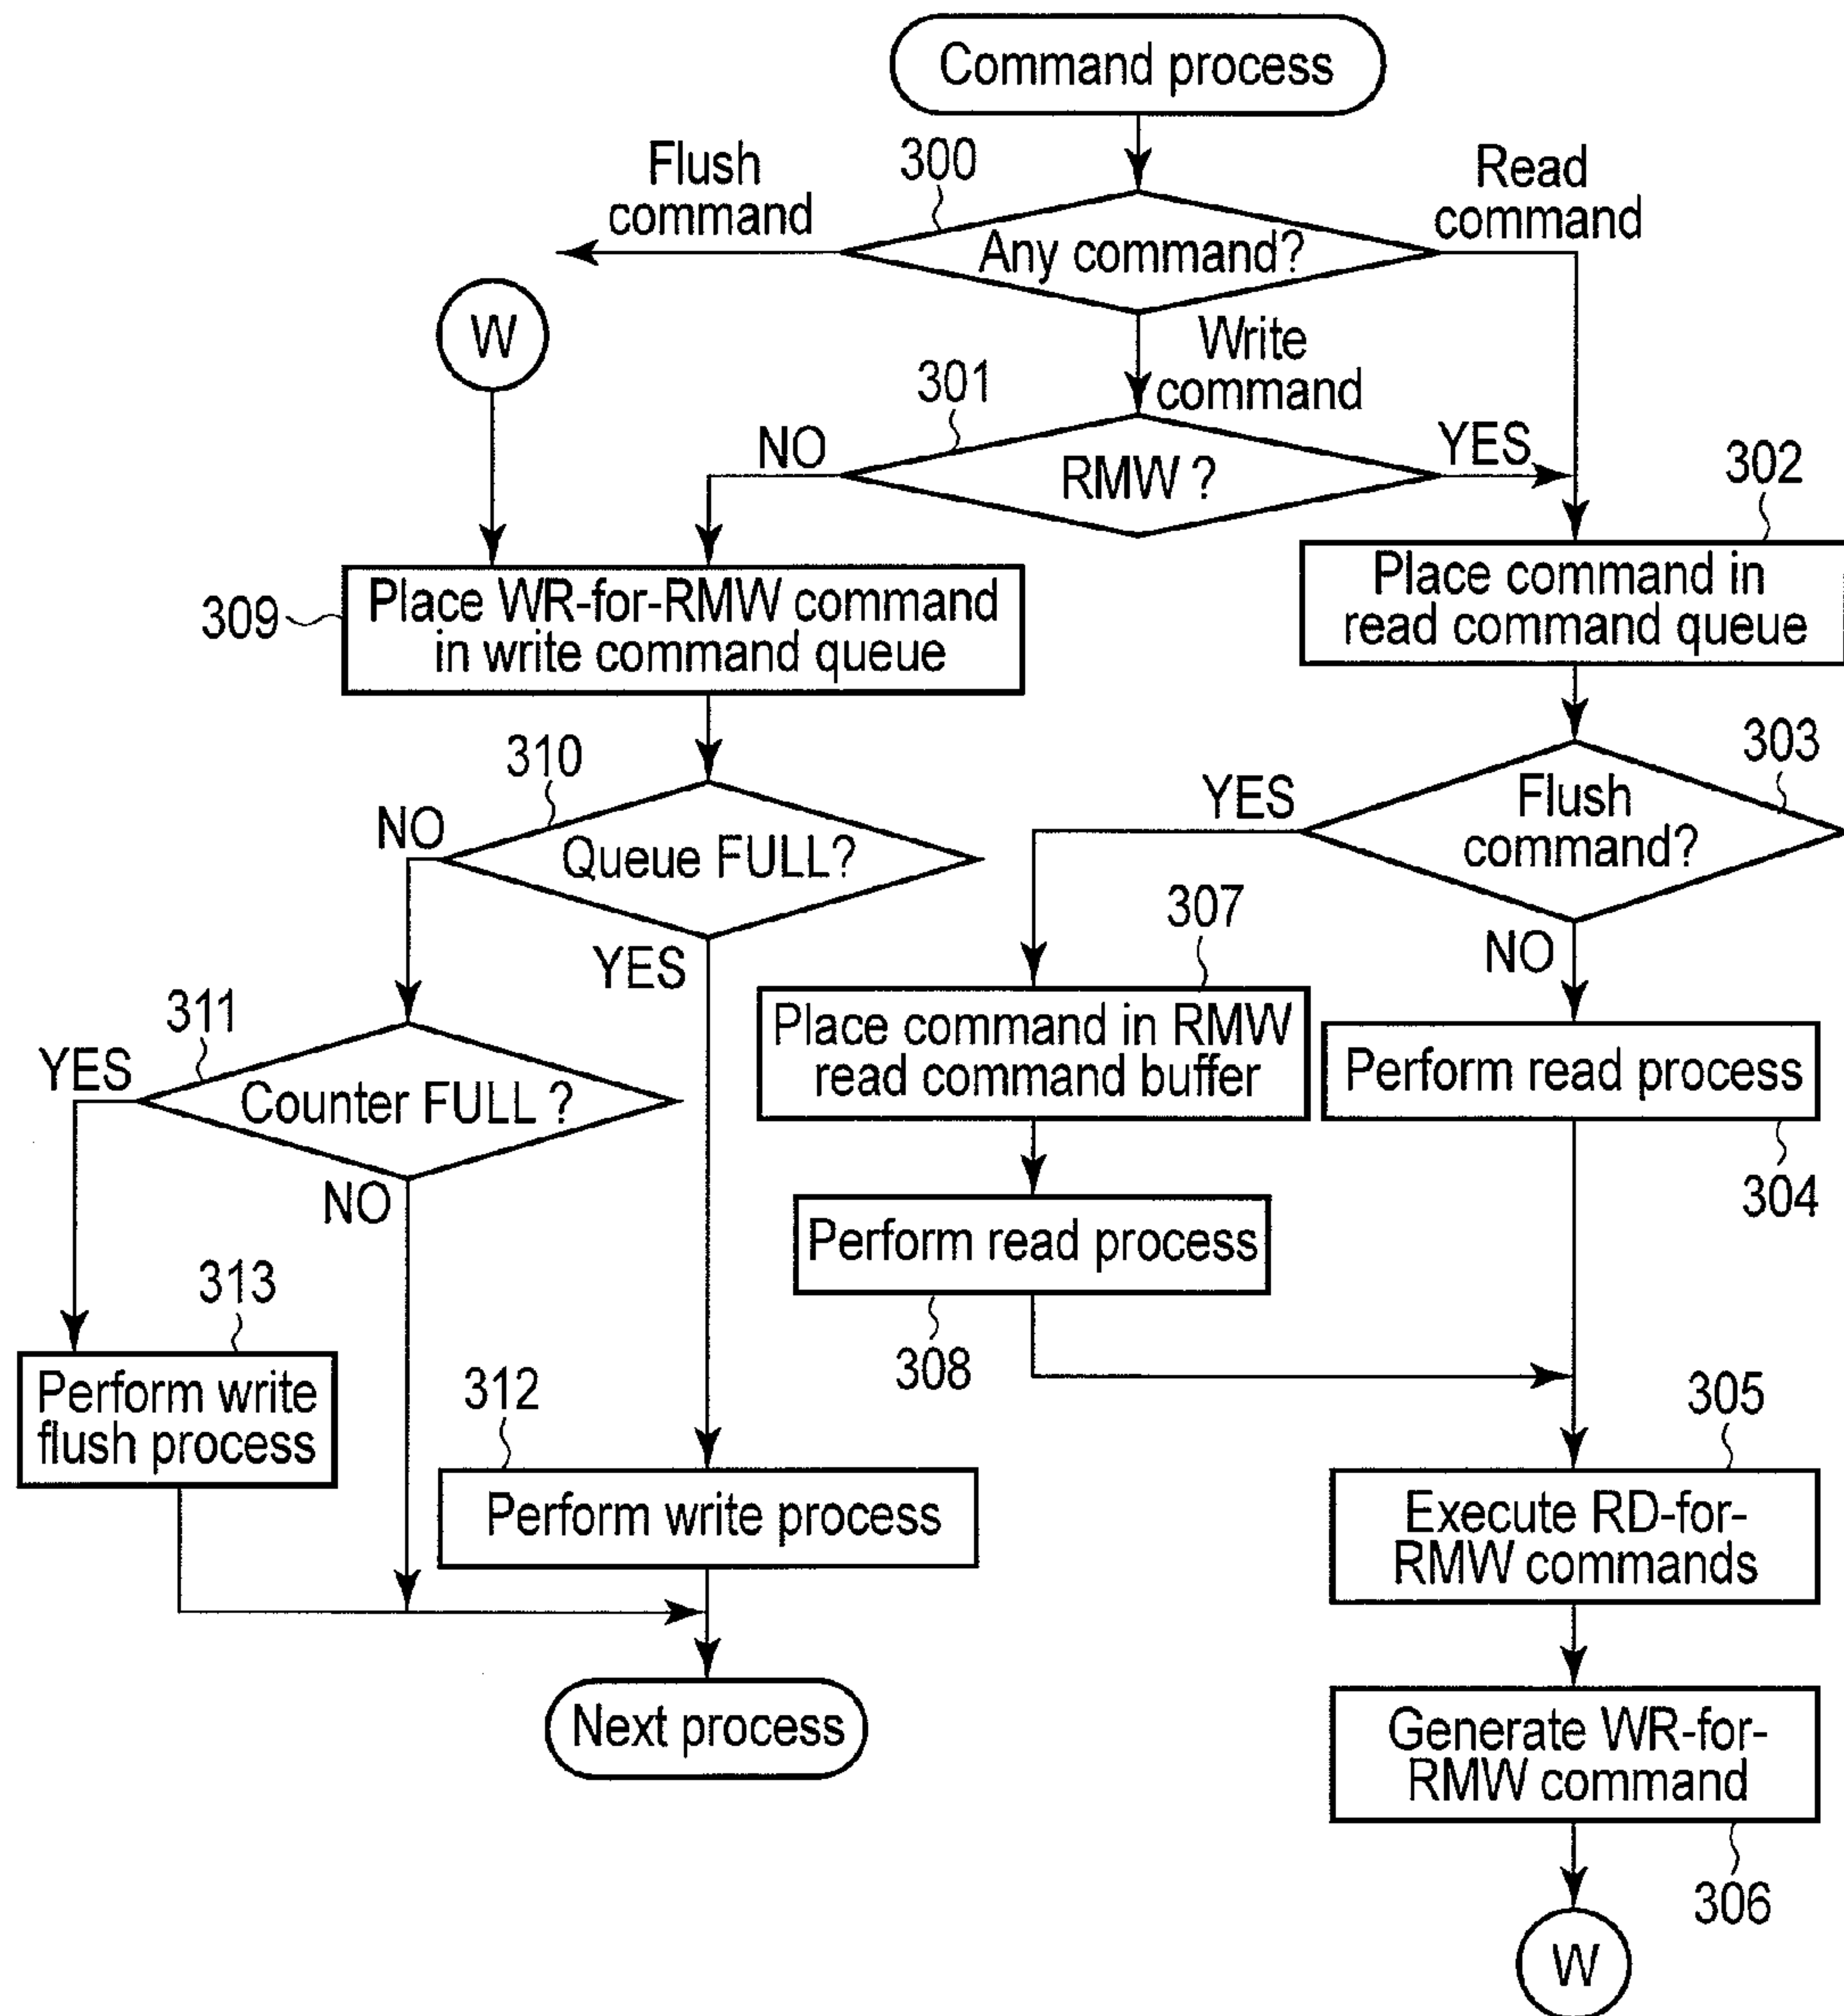 Command process
300
Flush
command
Read
command
Any command?
W
Write
command
301
NO
YES
RMW ?
302
309
Place WR-for-RMW command
in write command queue
Place command in
read command queue
310
303
NO
Queue FULL?
YES
YES
Flush
command?
NO
307
311
YES
Counter FULL ?
NO
Place command in RMW
read command buffer
Perform read process
304
Perform read process
308
313
Perform write
flush process
312
Perform write process
305
Execute RD-for-
RMW commands
Next process
Generate WR-for-
RMW command
306
W